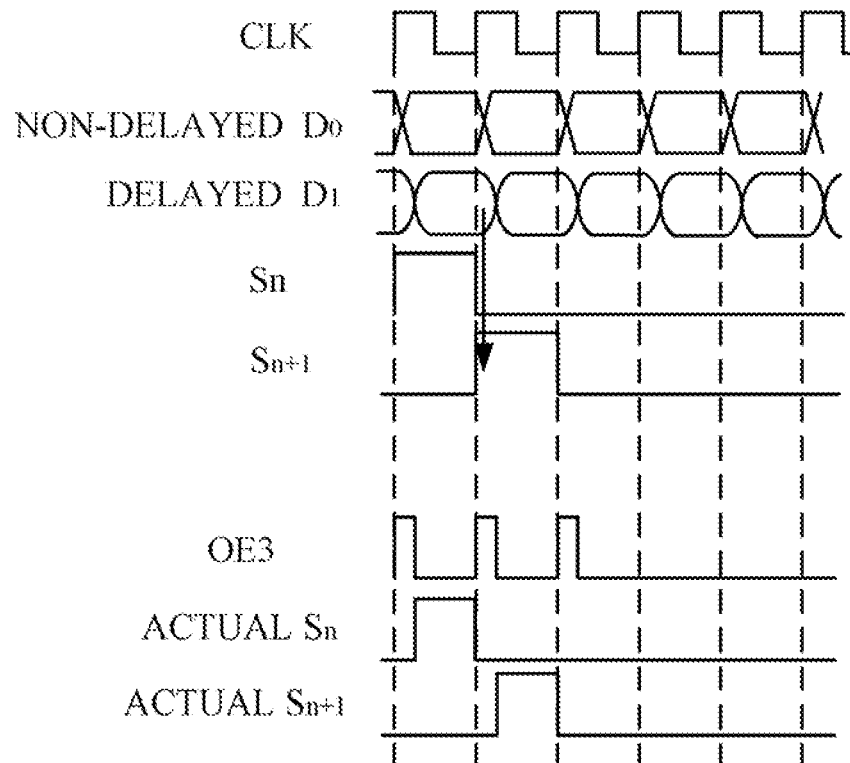 CLK
NON-DELAYED D0
DELAYED D1
Sn
Sn+1
OE3
ACTUAL Sn
ACTUAL Sn+1